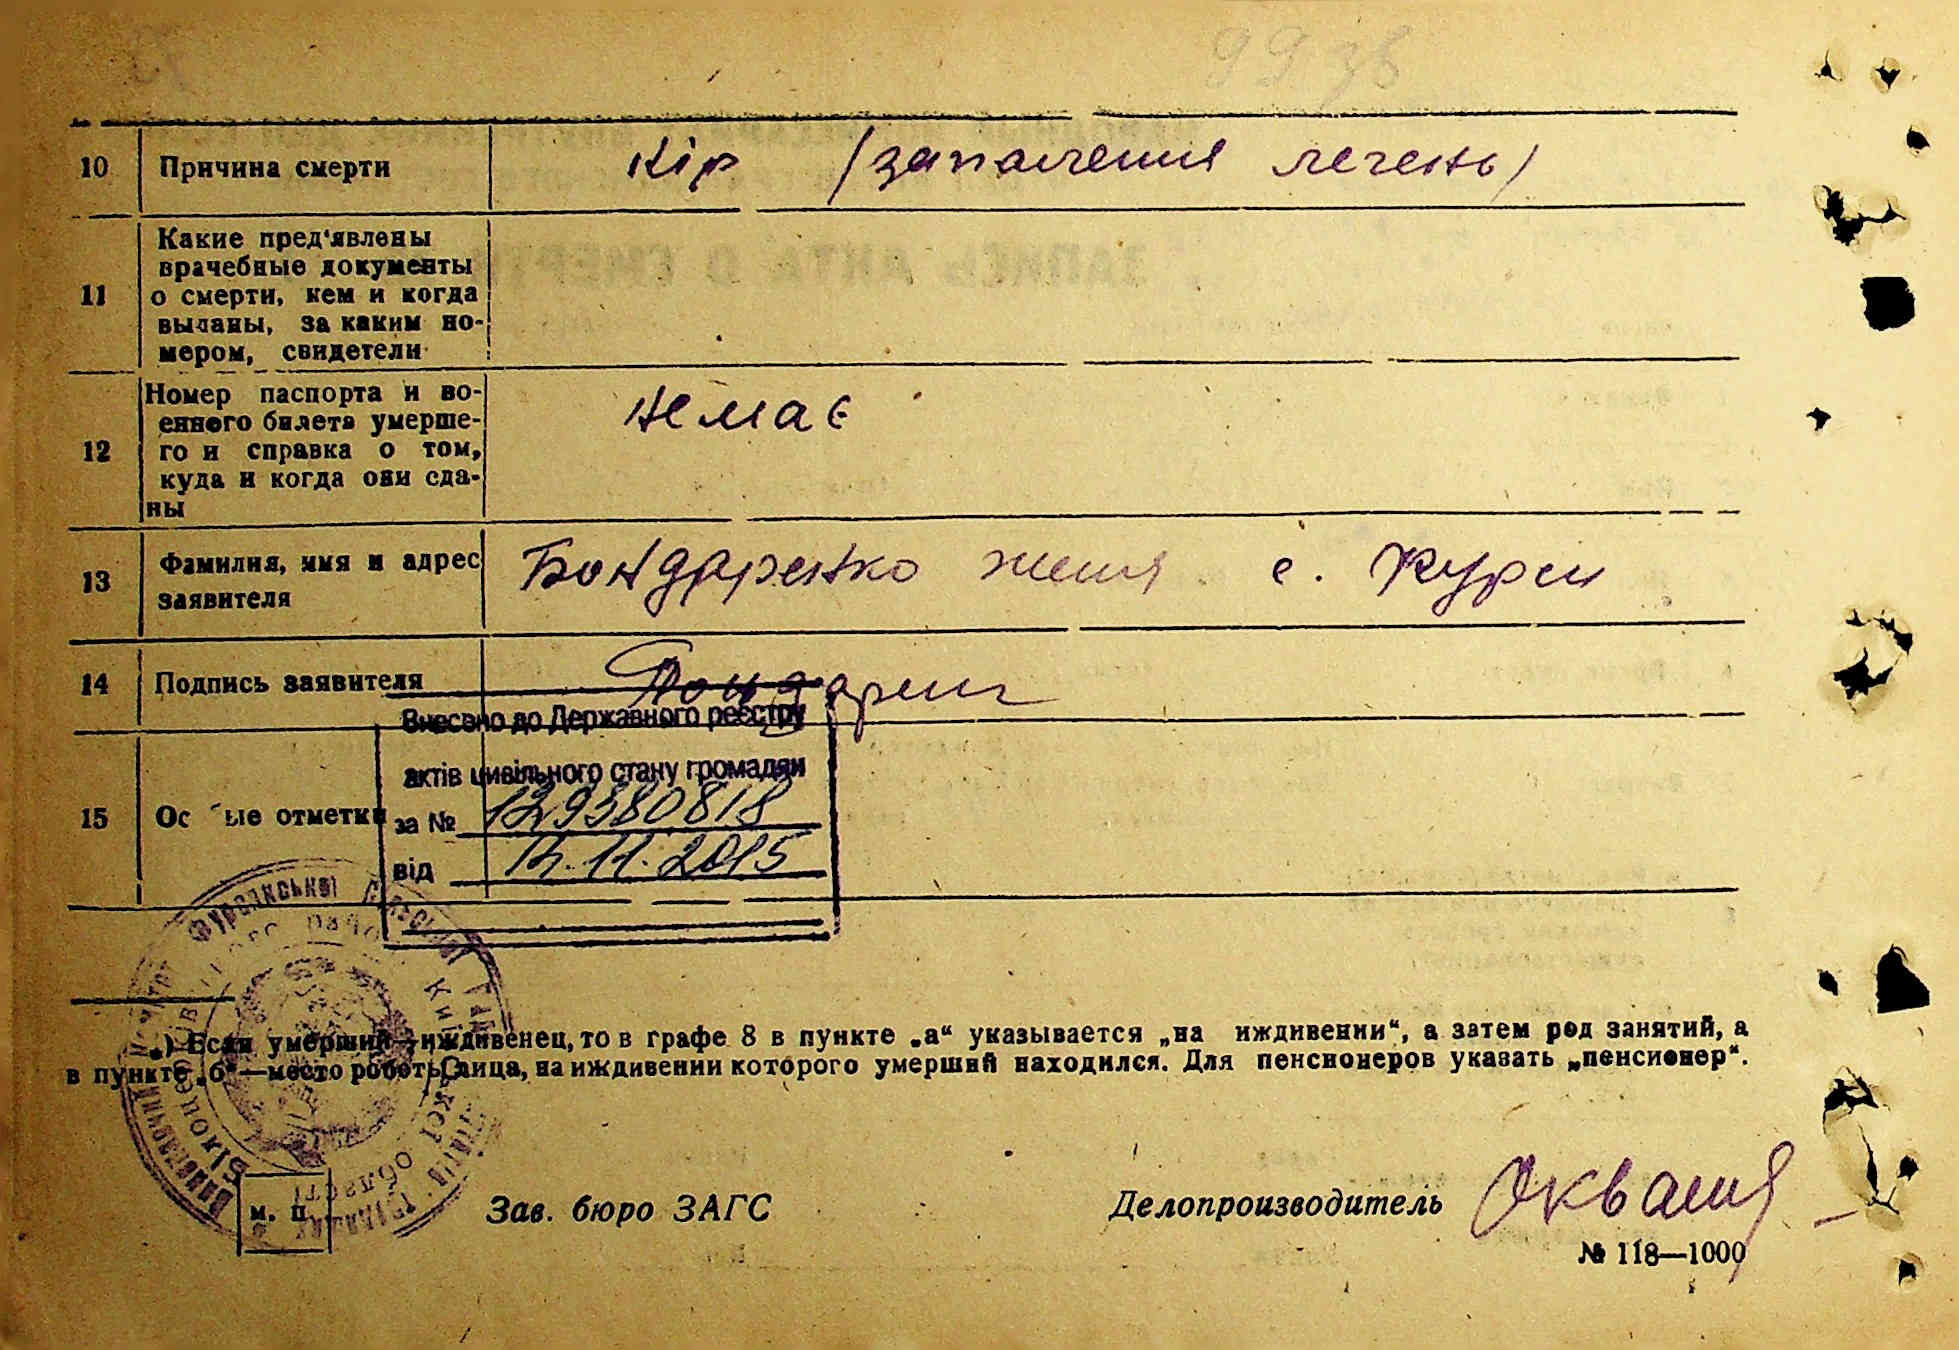 99 зв
10 Причина смерти Кір (запалення легень)
11 Какие пред'явлены
врачебные документы
о смерти, кем и когда
выданы, за каким но-
мером, свидетели
12 Номер паспорта и во-
енного билета умерше-
го и справка о том,
куда и когда они сда-
ны
немає
13 Фамилия, имя и адрес
заявителя
Бондаренко Женя с. Фурси
14 Подпись заявителя
Внесено до Державного реєстру
актів цивільного стану громадян
15 Особые отметки
за № 129380818
від 11.2015
*) Если умерший—иждивенец, то в графе 8 в пункте „а“ указывается „на иждивении“, а затем род занятий, а
в пункте „б“—место роботы лица, на иждивении которого умерший находился. Для пенсионеров указать „пенсионер“.
м. п.
Зав. бюро ЗАГС
Делопроизводитель
№ 118—1000